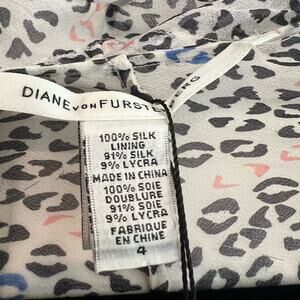 DIANE VON FURSTENBERG
100% SILK
LINING
91% SILK
9% LYCRA
MADE IN CHINA
100% SOIE
DOUBLURE
91% SOIE
9% LYCRA
FABRIQUE
EN CHINE
4